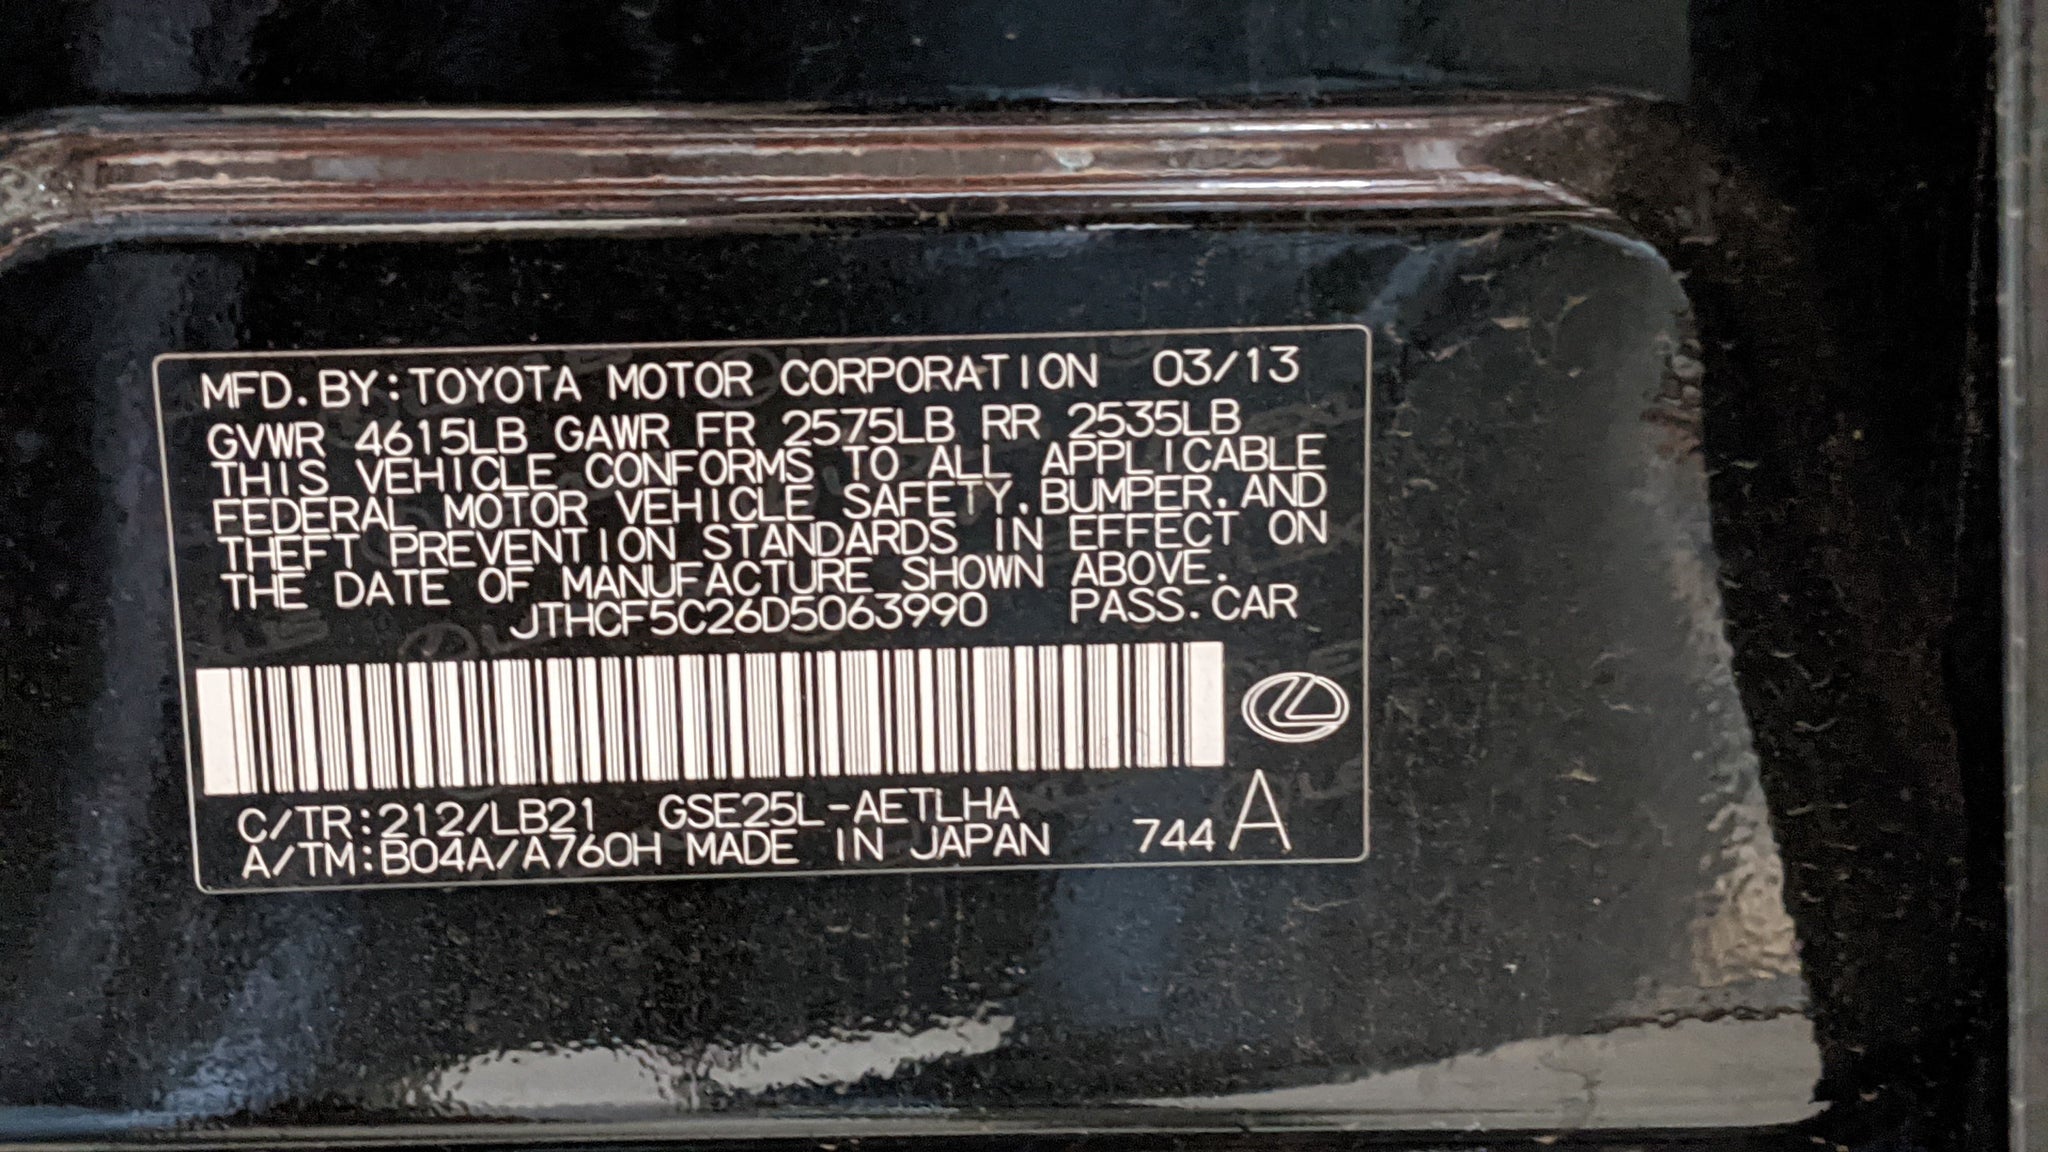 MFD.BY:TOYOTA MOTOR CORPORATION 03/13
GVWR 4615LB GAWR FR 2575LB RR 2535LB
THIS VEHICLE CONFORMS TO ALL APPLICABLE
FEDERAL MOTOR VEHICLE SAFETY,BUMPER,AND
THEFT PREVENTION STANDARDS IN EFFECT ON
THE DATE OF MANUFACTURE SHOWN ABOVE.
JTHCF5C26D5063990 PASS.CAR
C/TR:212/LB21 GSE25L-AETLHA
A/TM:B04A/A760H MADE IN JAPAN 744 A